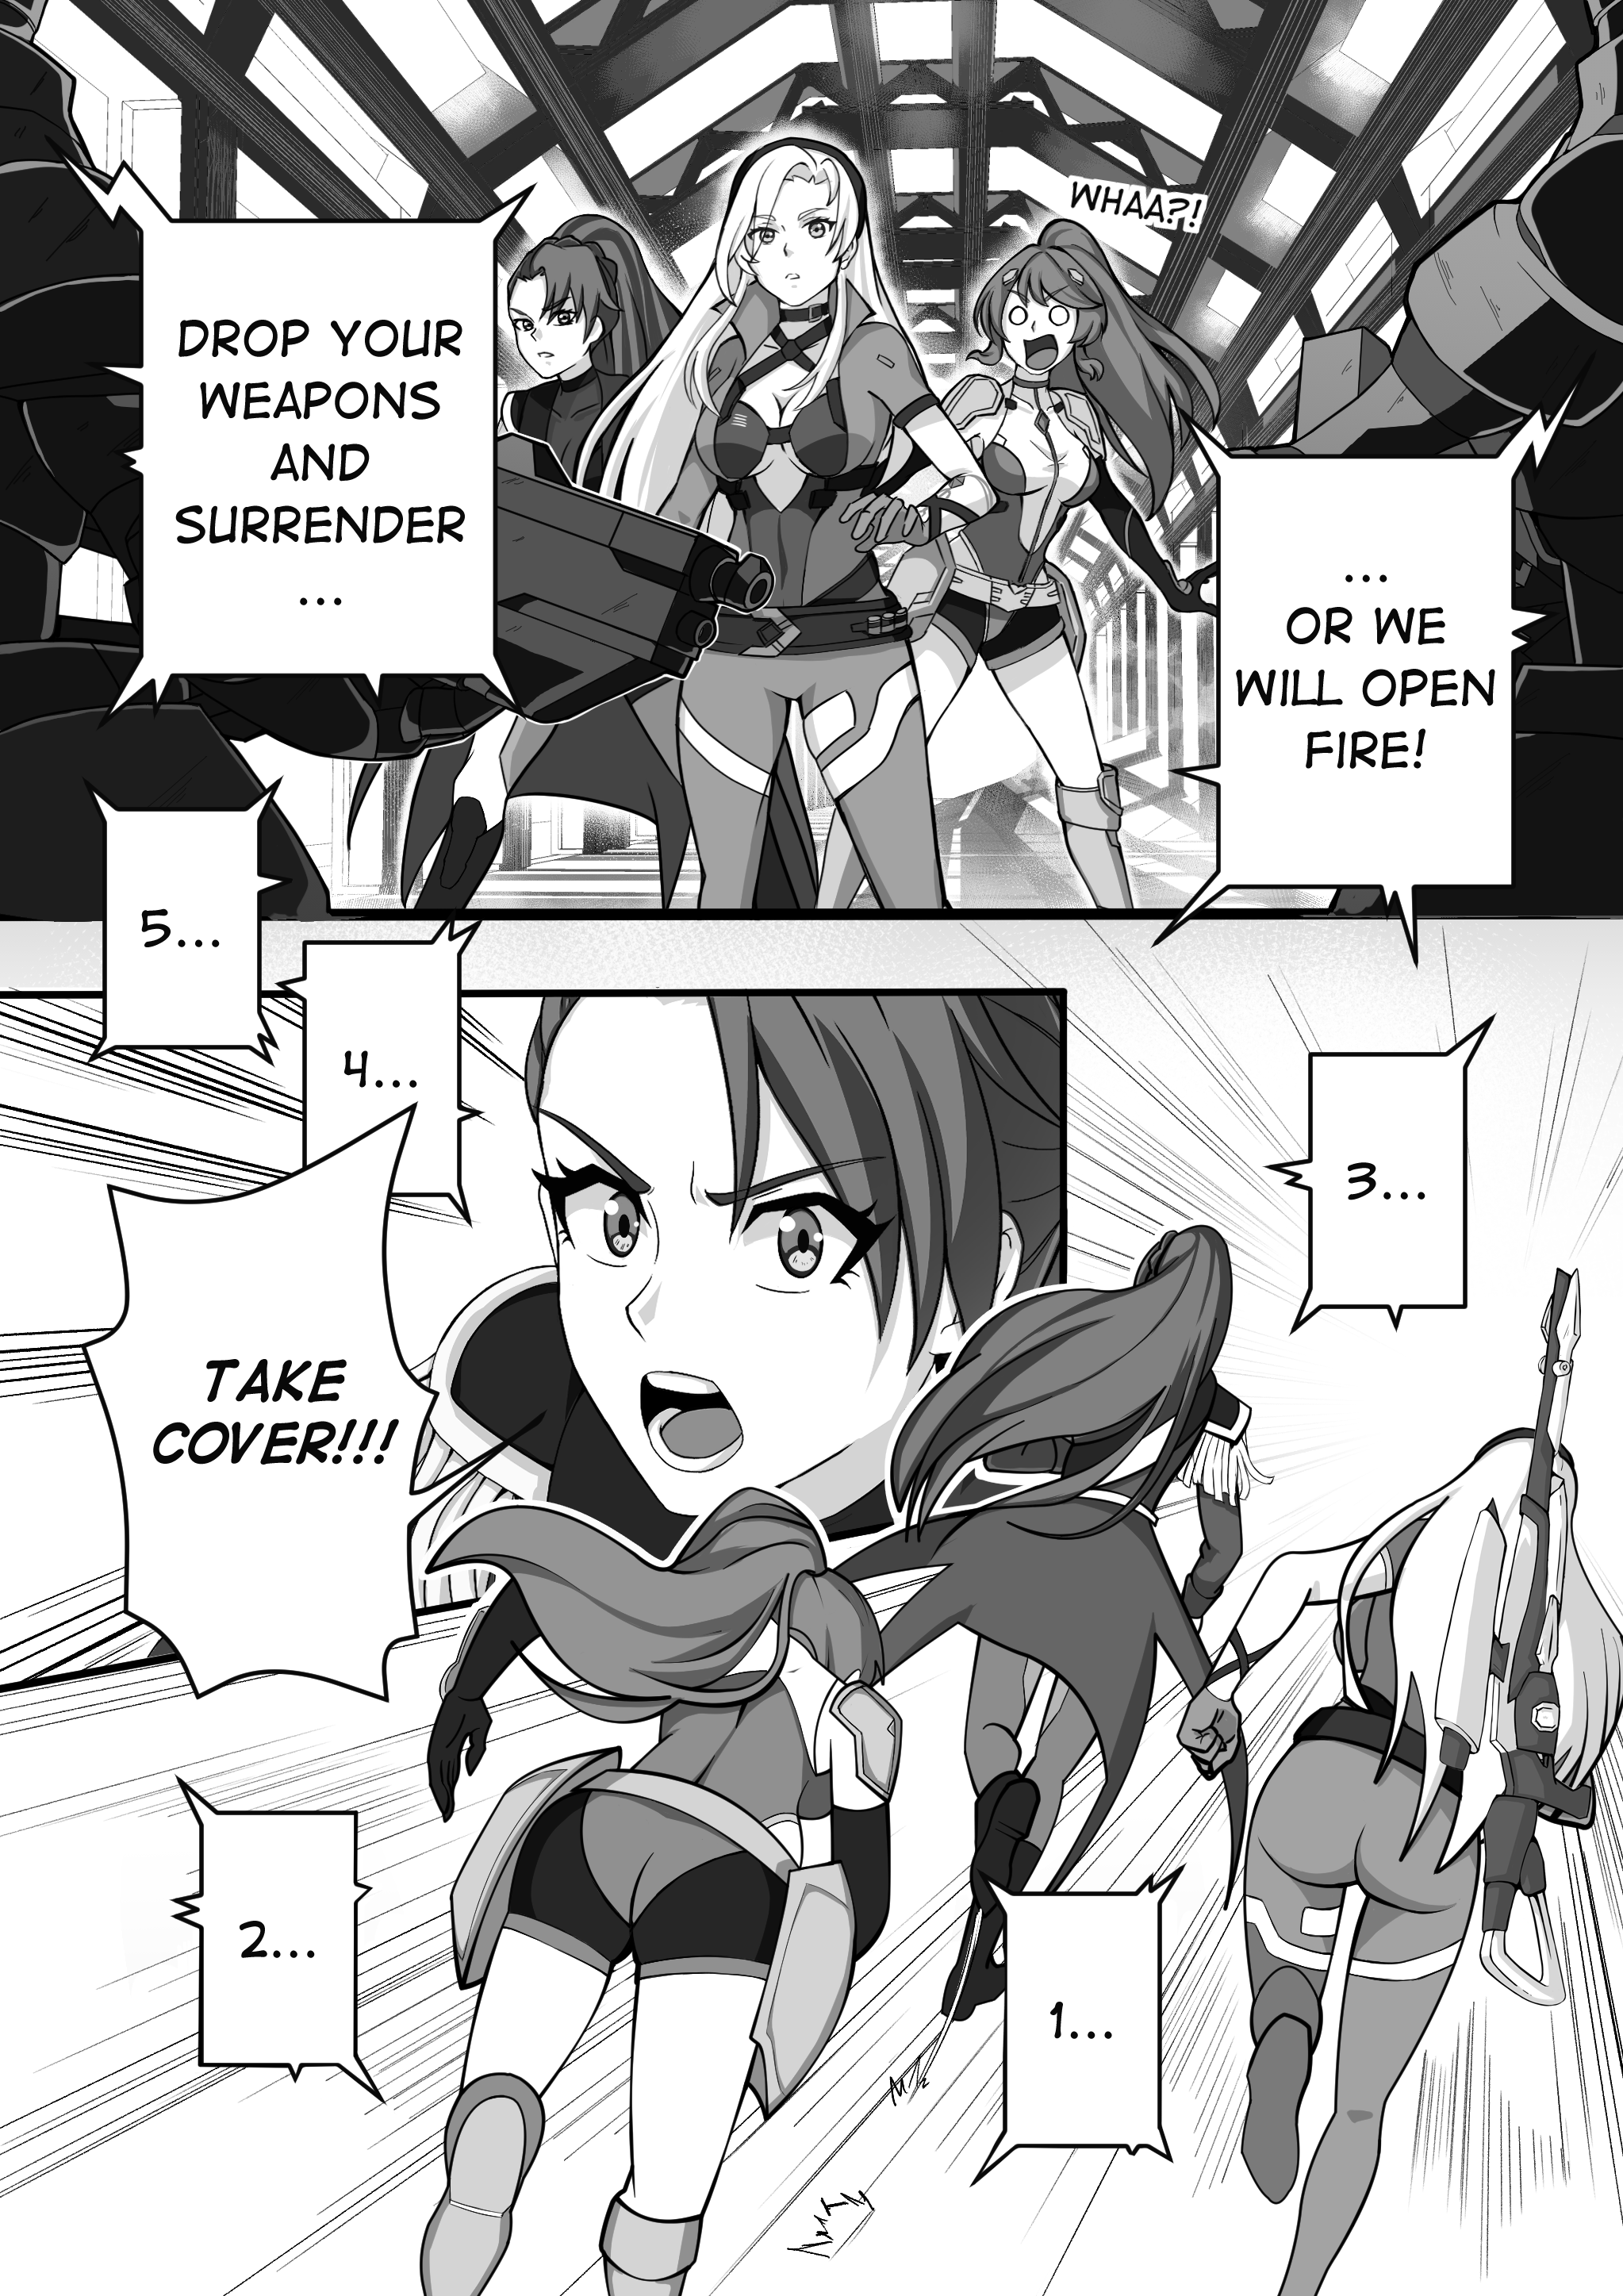 WHAA?!
DROP YOUR
WEAPONS
AND
SURRENDER
...
...
OR WE
WILL OPEN
FIRE!
5...
4...
TAKE
COVER!!!
3...
2...
1...